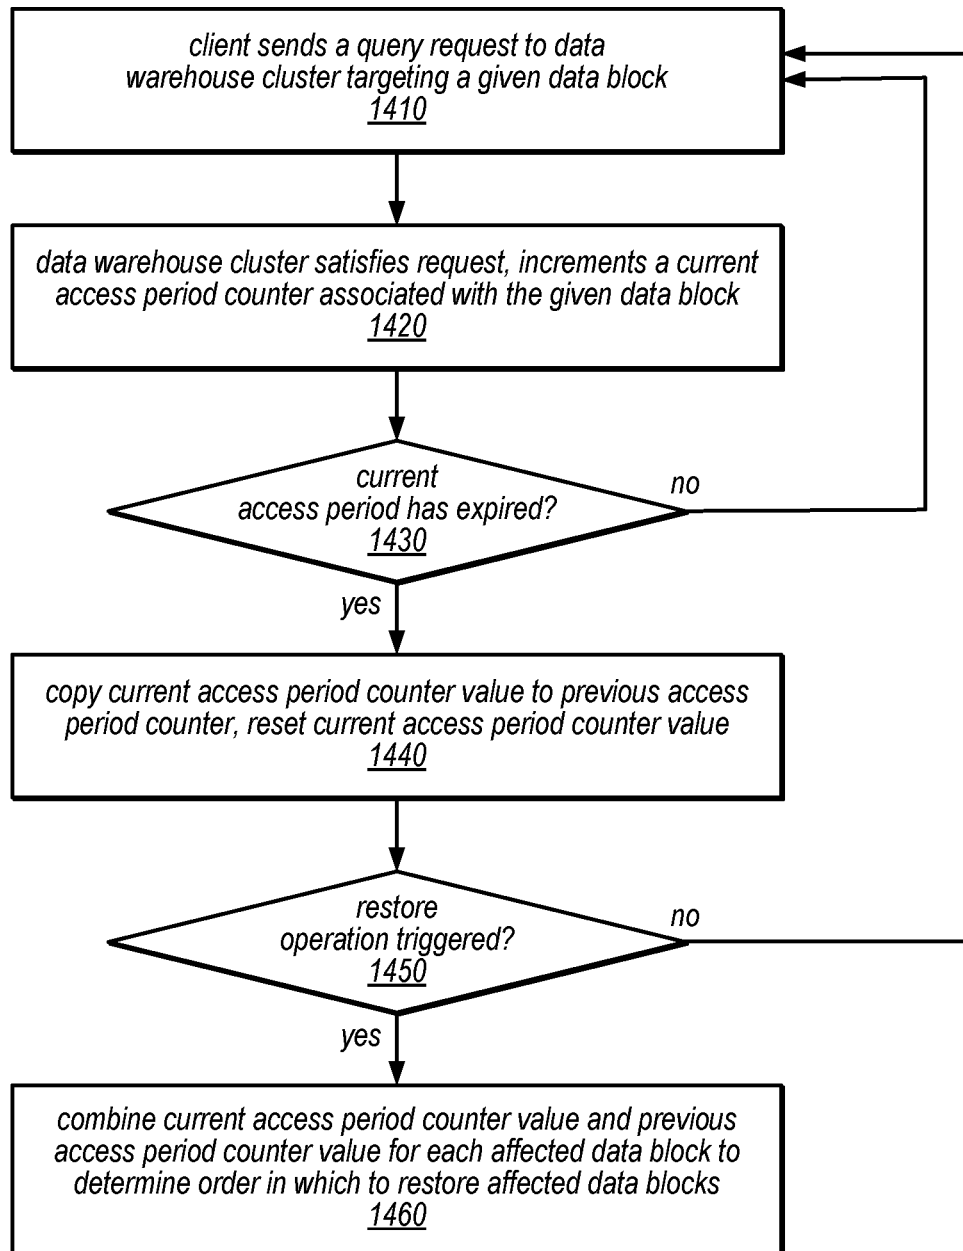 client sends a query request to data
warehouse cluster targeting a given data block
1410
data warehouse cluster satisfies request, increments a current
access period counter associated with the given data block
1420
current
access period has expired?
1430
no
yes
copy current access period counter value to previous access
period counter, reset current access period counter value
1440
restore
operation triggered?
1450
no
yes
combine current access period counter value and previous
access period counter value for each affected data block to
determine order in which to restore affected data blocks
1460